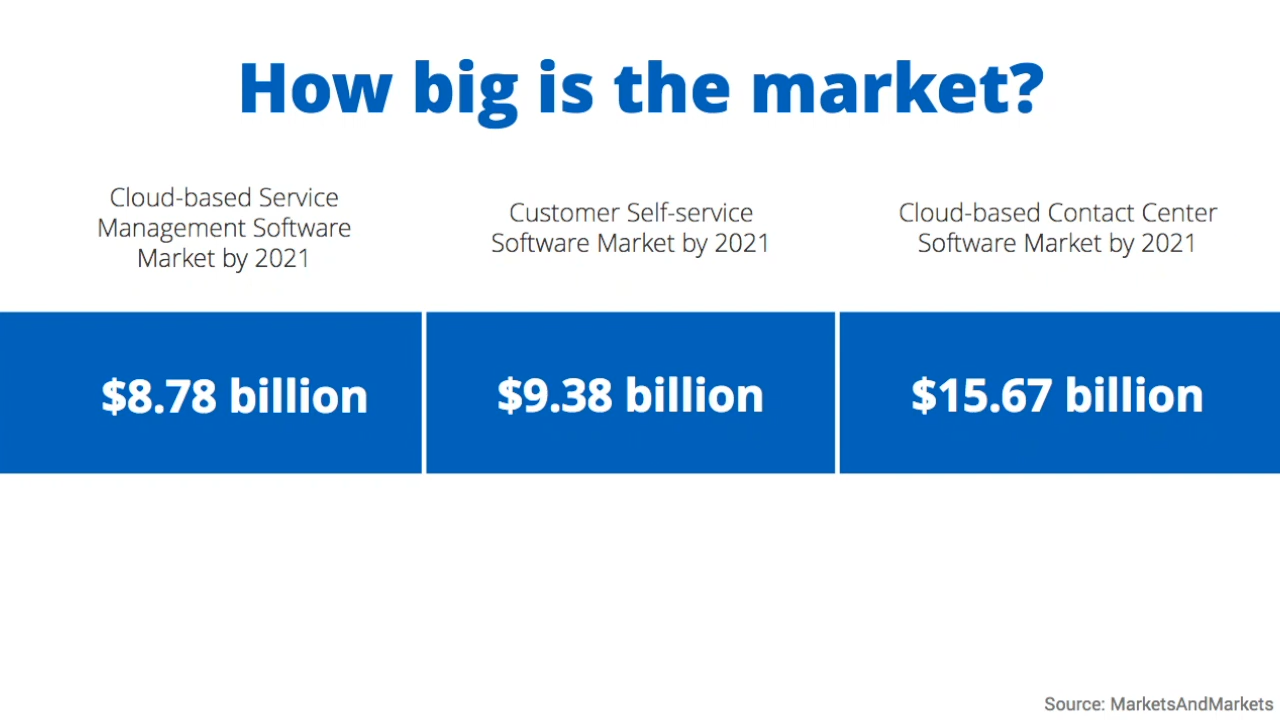 How big is the market?
Cloud-based Service
Management Software
Market by 2021
Customer Self-service
Software Market by 2021
Cloud-based Contact Center
Software Market by 2021
$8.78 billion
$9.38 billion
$15.67 billion
Source: MarketsAndMarkets